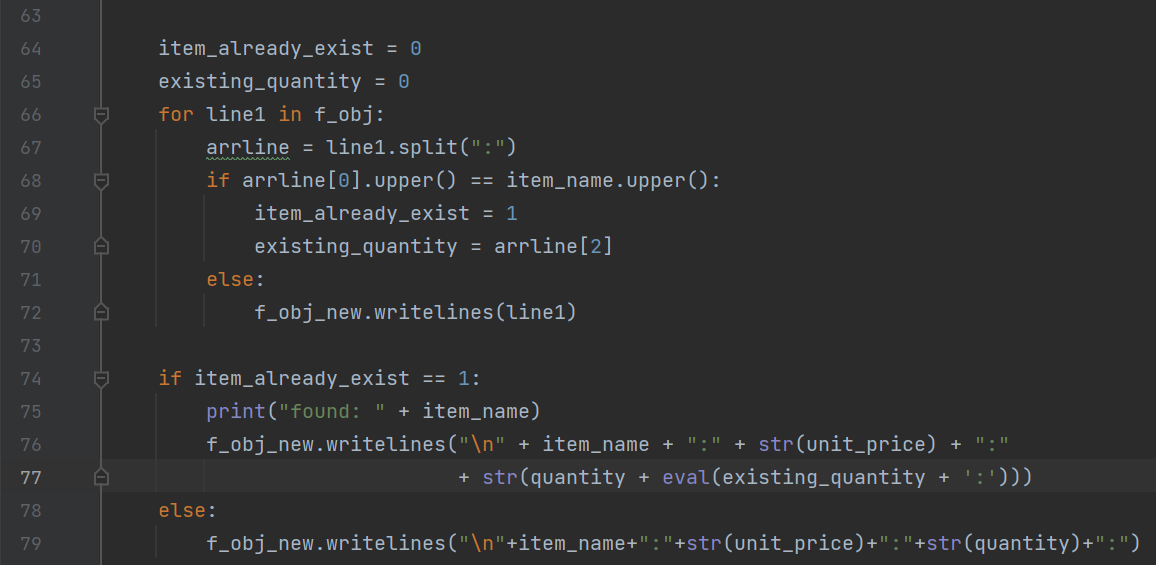 63
64 item_already_exist = 0
65 existing_quantity = 0
66 for line1 in f_obj:
67 arrline = line1.split(":")
68 if arrline[0].upper() == item_name.upper():
69 item_already_exist = 1
70 existing_quantity = arrline[2]
71 else:
72 f_obj_new.writelines(line1)
73
74 if item_already_exist == 1:
75 print("found: " + item_name)
76 f_obj_new.writelines("\n" + item_name + ":" + str(unit_price) + ":"
77 + str(quantity + eval(existing_quantity + ':')))
78 else:
79 f_obj_new.writelines("\n"+item_name+":"+str(unit_price)+":"+str(quantity)+":")